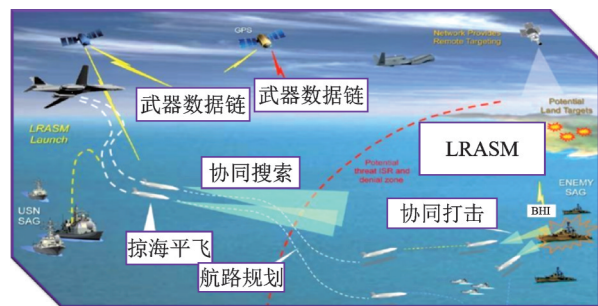 GPS
Network Provides
Remote Targeting
武器数据链
武器数据链
LRASM
Launch
Potential
Land Targets
LRASM
协同搜索
Potential
threat ISR and
denial zone
ENEMY
SAG
USN
SAG
协同打击
BHI
掠海平飞
航路规划